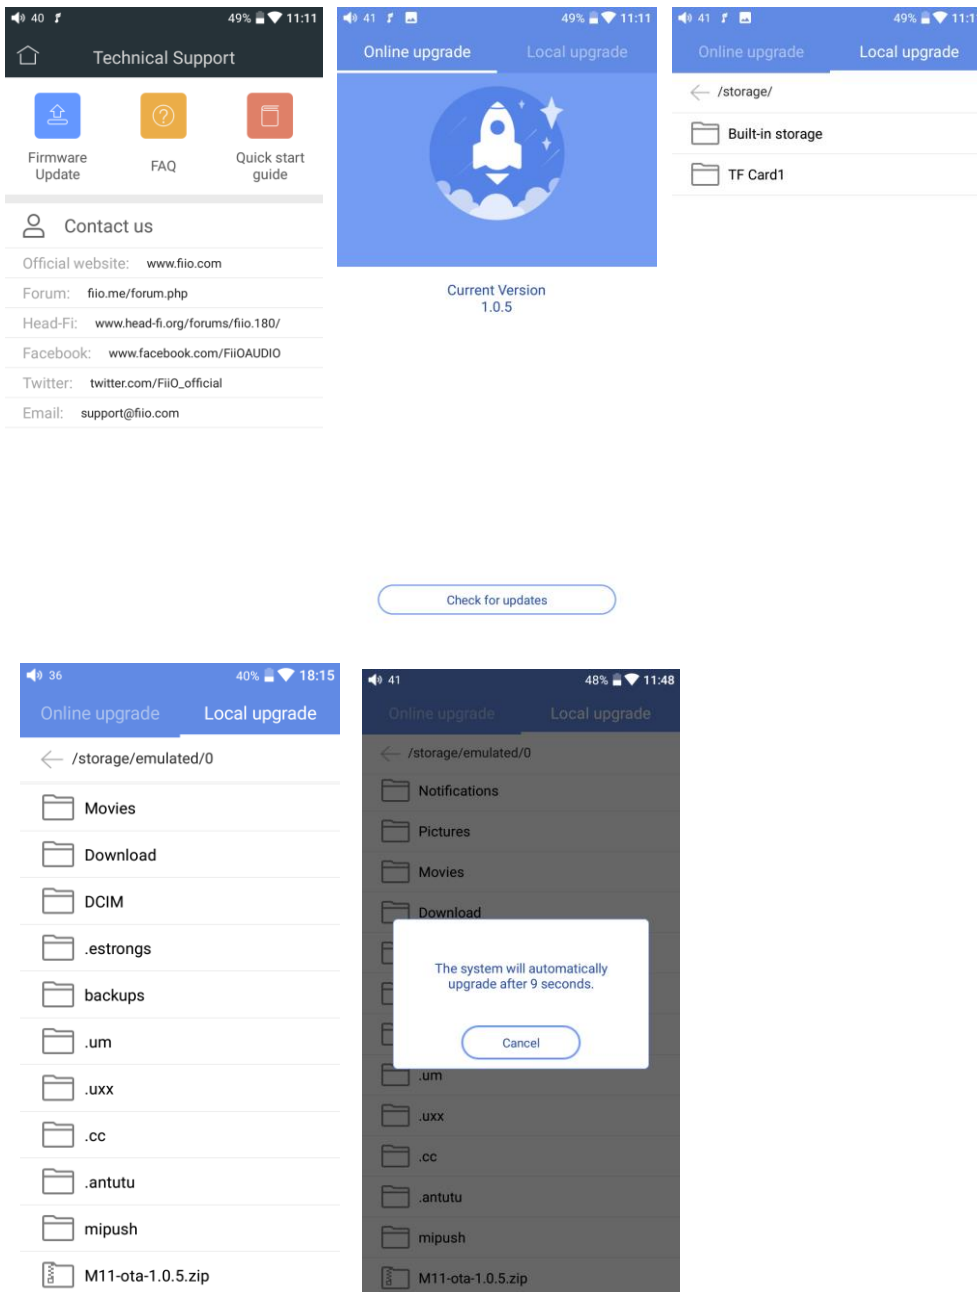 40 49% 11:11
Technical Support
Firmware Update
FAQ
Quick start guide
Contact us
Official website: www.fiio.com
Forum: fiio.me/forum.php
Head-Fi: www.head-fi.org/forums/fiio.180/
Facebook: www.facebook.com/FiiOAUDIO
Twitter: twitter.com/FiiO_official
Email: support@fiio.com
41 49% 11:11
Online upgrade Local upgrade
Current Version
1.0.5
Check for updates
41 49% 11:1
Online upgrade Local upgrade
/storage/
Built-in storage
TF Card1
36 40% 18:15
Online upgrade Local upgrade
/storage/emulated/0
Movies
Download
DCIM
.estrongs
backups
.um
.uxx
.cc
.antutu
mipush
M11-ota-1.0.5.zip
41 48% 11:48
Online upgrade Local upgrade
/storage/emulated/0
Notifications
Pictures
Movies
Download
The system will automatically
upgrade after 9 seconds.
Cancel
.um
.uxx
.cc
.antutu
mipush
M11-ota-1.0.5.zip